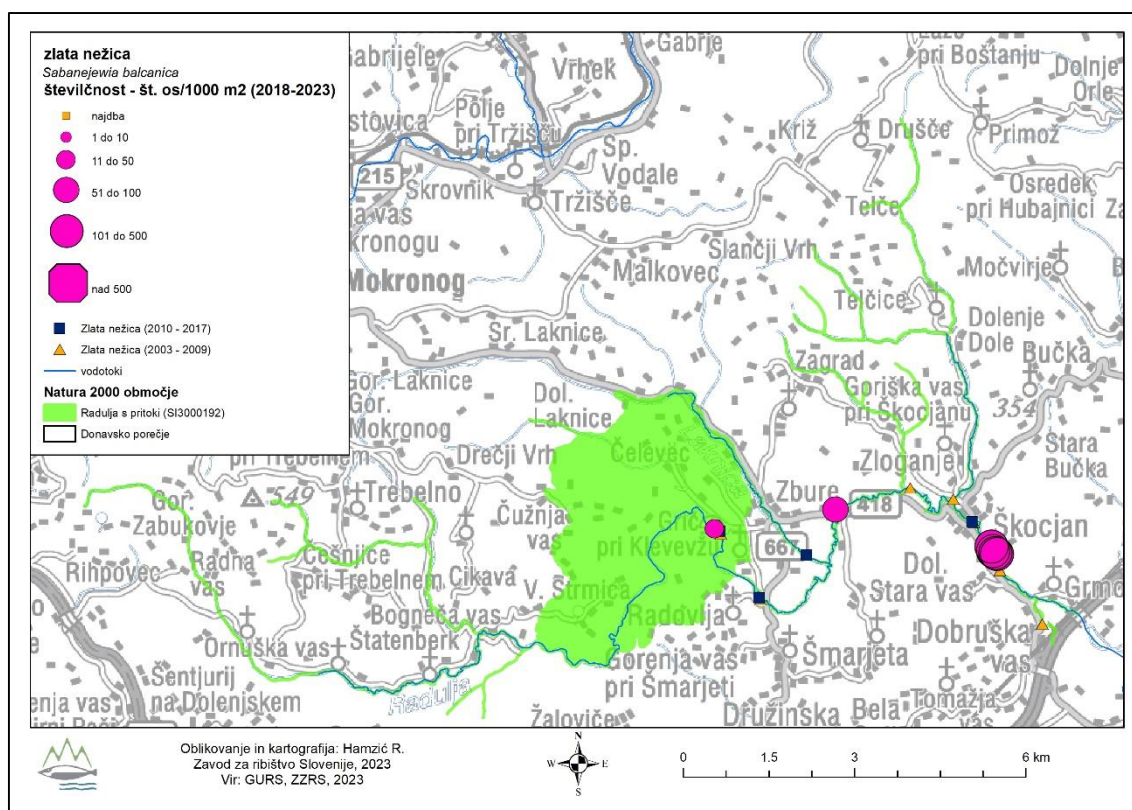 zlata nežica
Sabanejewia balcanica
številčnost - št. os/1000 m2 (2018-2023)
najdba
1 do 10
11 do 50
51 do 100
101 do 500
nad 500
Zlata nežica (2010 - 2017)
Zlata nežica (2003 - 2009)
vodotoki
Natura 2000 območje
Radulja s pritoki (SI3000192)
Donavsko porečje
Gabrje
Vrhek
Polje
pri Tržišču
Sp.
Vodale
215
Skrovnik
Tržišče
Mokronog
Malkovec
Križ
Drušče
pri Boštanju
Dolnje
Orle
Primož
Osredek
pri Hubajnici
Telče
Slančji Vrh
Močvirje
Telčice
Dolenje
Dole
Bučka
354
Stara
Bučka
Sr. Laknice
Gor. Laknice
Gor.
Mokronog
Dol.
Laknice
Zagrad
Goriška vas
pri Škocjanu
Zloganje
Drečji Vrh
Čelevec
pri Trebelnem
549
Trebelno
Čužnja
vas
Zbure
418
Škocjan
Gor.
Zabukovje
Radna
vas
Rihpovec
Češnjice
pri Trebelnem
Cikava
Grič
pri Klevevžu
667
Dol.
Stara vas
V. Strmica
Bogneča vas
Radovlja
Dobruška
vas
Ornuška vas
Štatenberk
Gorenja vas
pri Šmarjeti
Šmarjeta
Šentjurij
na Dolenjskem
Radulja
Žaloviče
Družinska
Bela
Tomažja
vas
Oblikovanje in kartografija: Hamzić R.
Zavod za ribištvo Slovenije, 2023
Vir: GURS, ZZRS, 2023
N
W E
S
0 1.5 3 6 km